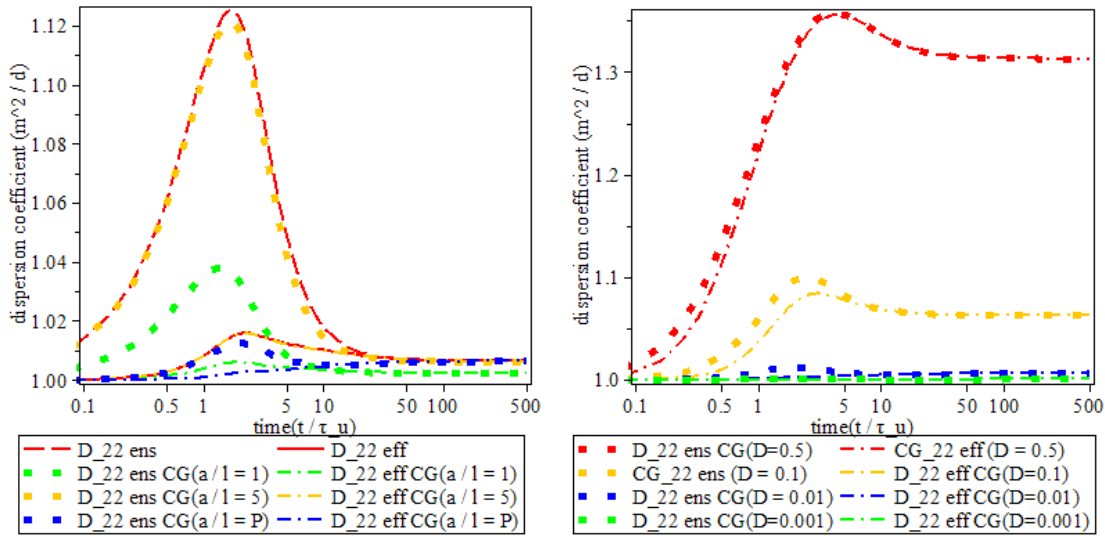 dispersion coefficient (m^2 / d)
1.12
1.10
1.08
1.06
1.04
1.02
1.00
0.1 0.5 1 5 10 50 100 500
time(t / τ_u)
D_22 ens D_22 eff
D_22 ens CG(a / l = 1) D_22 eff CG(a / l = 1)
D_22 ens CG(a / l = 5) D_22 eff CG(a / l = 5)
D_22 ens CG(a / l = P) D_22 eff CG(a / l = P)
dispersion coefficient (m^2 / d)
1.3
1.2
1.1
1.0
0.1 0.5 1 5 10 50 100 500
time(t / τ_u)
D_22 ens CG(D=0.5) CG_22 eff (D = 0.5)
CG_22 ens (D = 0.1) D_22 eff CG(D=0.1)
D_22 ens CG(D = 0.01) D_22 eff CG(D=0.01)
D_22 ens CG(D=0.001) D_22 eff CG(D=0.001)